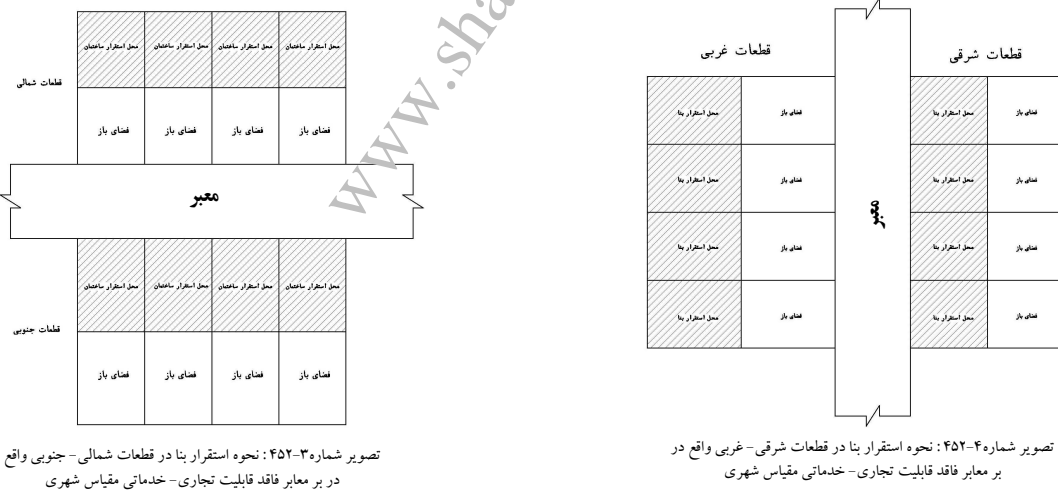 محل استقرار ساختمان محل استقرار ساختمان محل استقرار ساختمان محل استقرار ساختمان
قطعات شمالی
فضای باز فضای باز فضای باز فضای باز
معبر
محل استقرار ساختمان محل استقرار ساختمان محل استقرار ساختمان محل استقرار ساختمان
قطعات جنوبی
فضای باز فضای باز فضای باز فضای باز
تصویر شماره۳-۴۵۲: نحوه استقرار بنا در قطعات شمالی- جنوبی واقع
در بر معابر فاقد قابلیت تجاری- خدماتی مقیاس شهری
www.sha
قطعات شرقی
قطعات غربی
معبر
فضای باز محل استقرار بنا فضای باز محل استقرار بنا
فضای باز محل استقرار بنا فضای باز محل استقرار بنا
فضای باز محل استقرار بنا فضای باز محل استقرار بنا
فضای باز محل استقرار بنا فضای باز محل استقرار بنا
تصویر شماره۴-۴۵۲: نحوه استقرار بنا در قطعات شرقی- غربی واقع در
بر معابر فاقد قابلیت تجاری- خدماتی مقیاس شهری